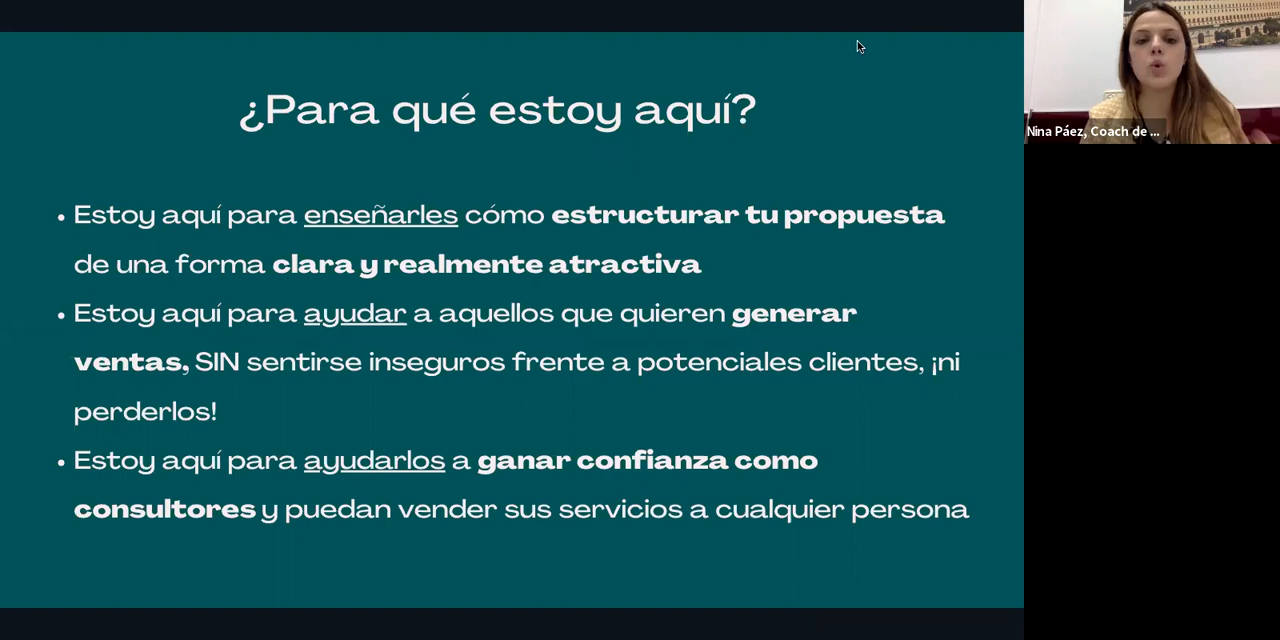 ¿Para qué estoy aquí?
• Estoy aquí para enseñarles cómo estructurar tu propuesta
de una forma clara y realmente atractiva
• Estoy aquí para ayudar a aquellos que quieren generar
ventas, SIN sentirse inseguros frente a potenciales clientes, ¡ni
perderlos!
• Estoy aquí para ayudarlos a ganar confianza como
consultores y puedan vender sus servicios a cualquier persona
Nina Páez, Coach de ...